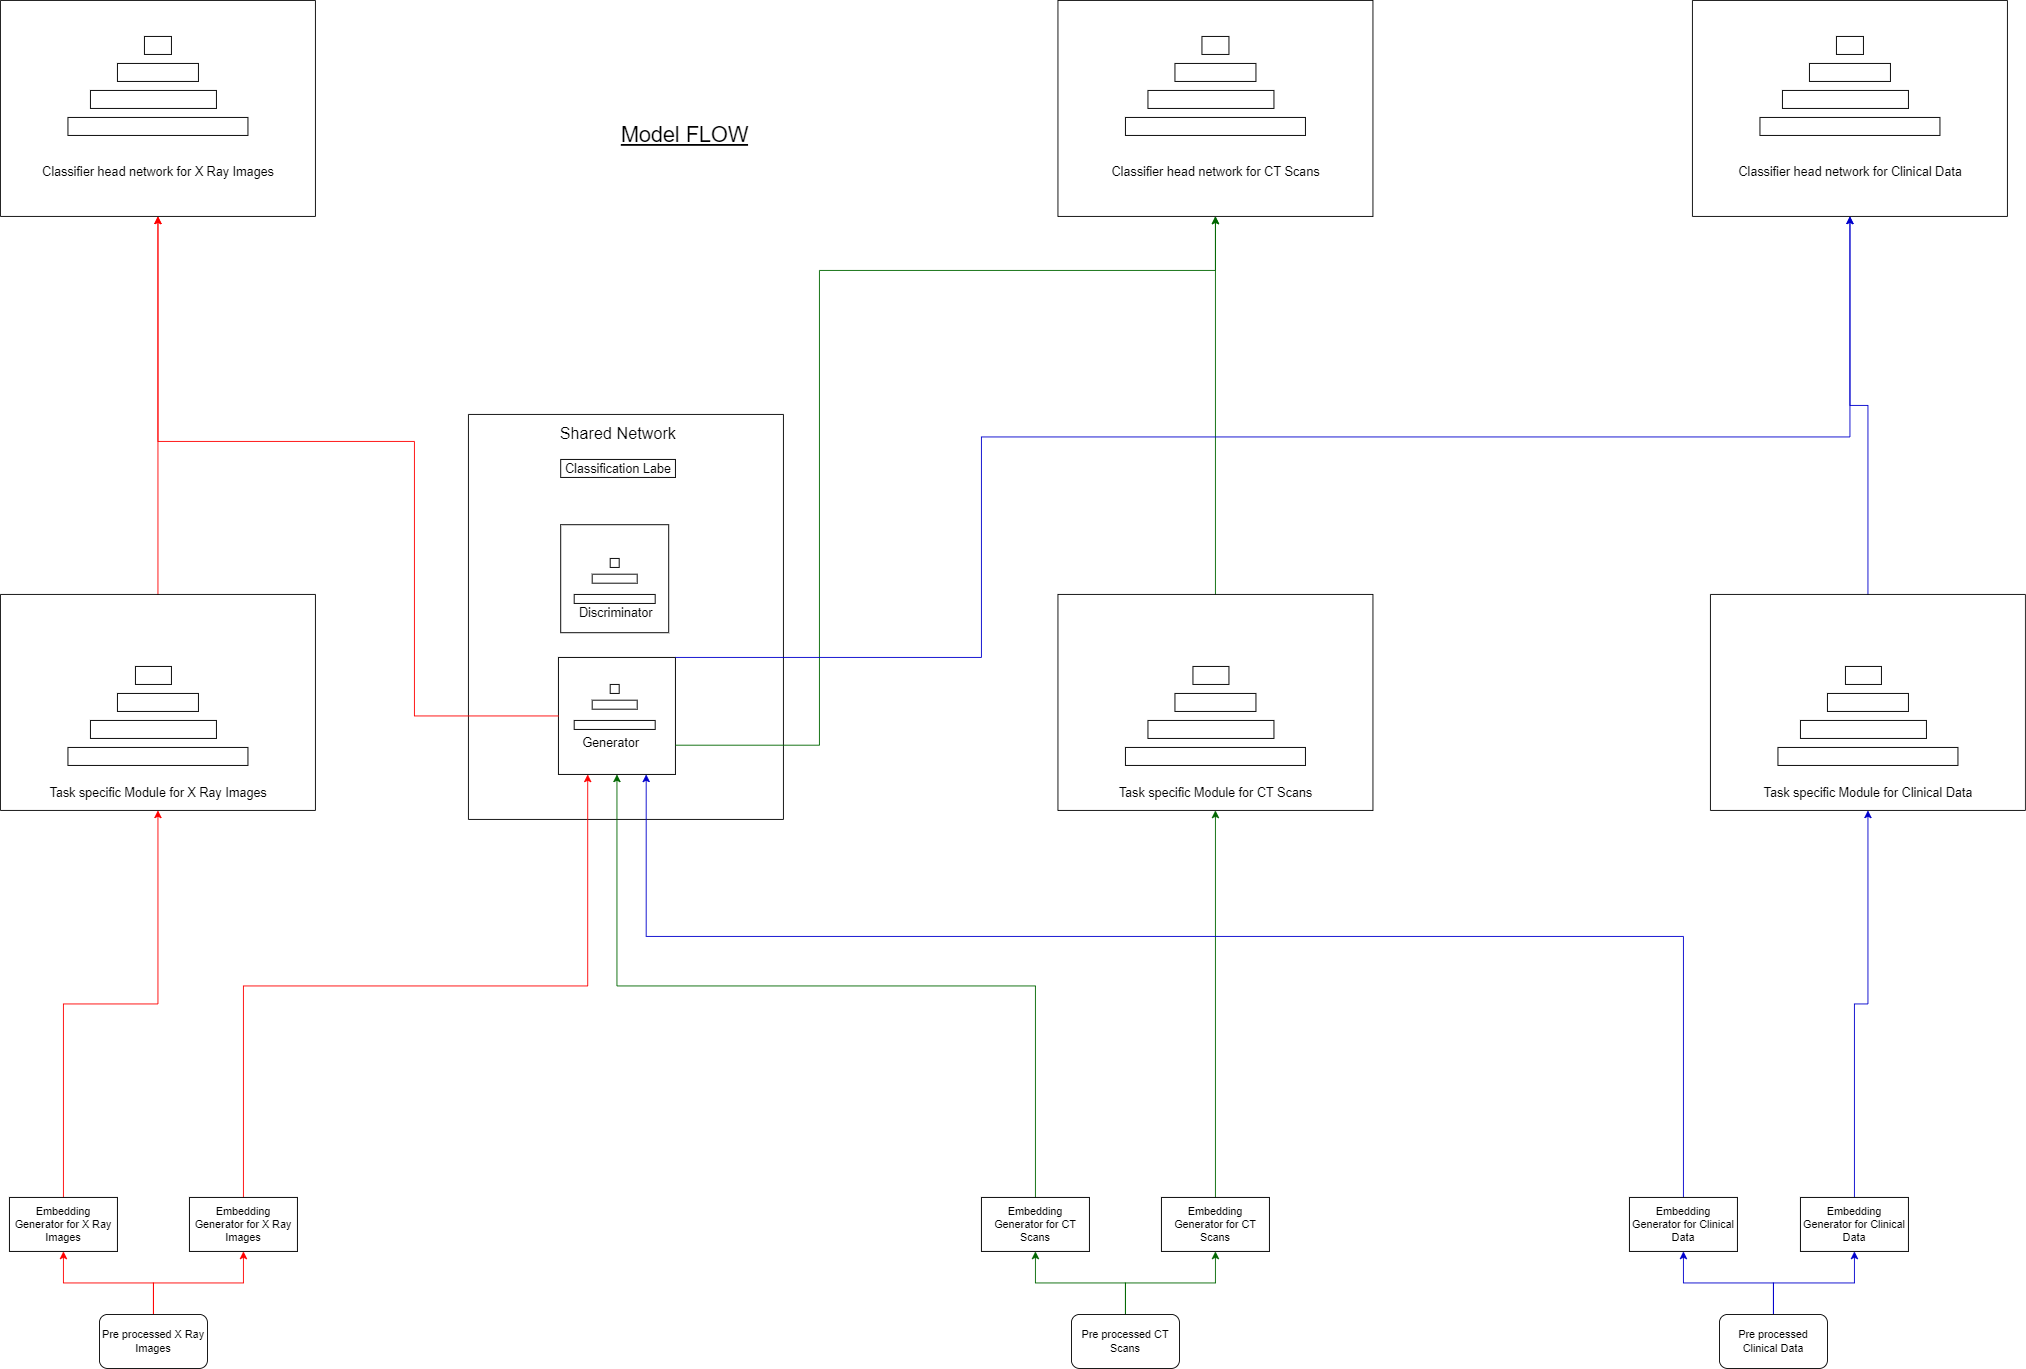 Classifier head network for X Ray Images
Classifier head network for CT Scans
Classifier head network for Clinical Data
Model FLOW
Shared Network
Classification Labe
Discriminator
Generator
Task specific Module for X Ray Images
Task specific Module for CT Scans
Task specific Module for Clinical Data
Embedding
Generator for X Ray
Images
Embedding
Generator for X Ray
Images
Embedding
Generator for CT
Scans
Embedding
Generator for CT
Scans
Embedding
Generator for Clinical
Data
Embedding
Generator for Clinical
Data
Pre processed X Ray
Images
Pre processed CT
Scans
Pre processed
Clinical Data